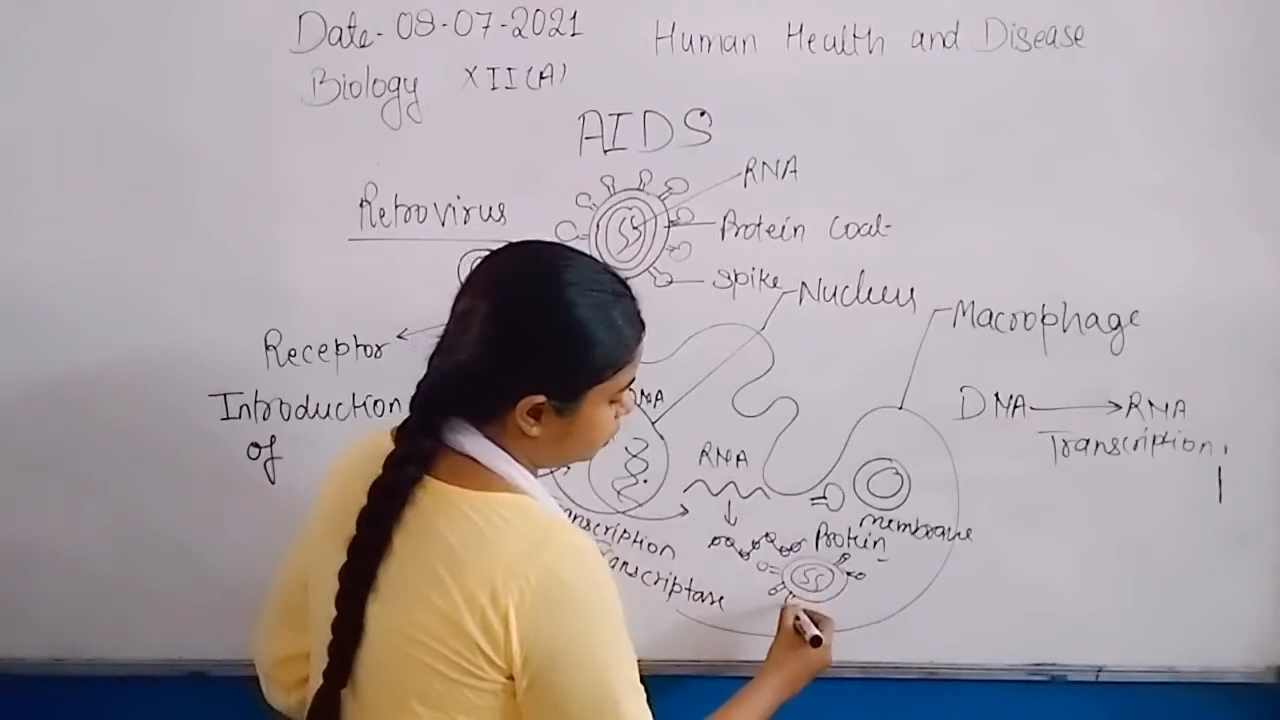 Date- 08-07-2021
Human Health and Disease
Biology XII(A)
AIDS
RNA
Retrovirus
Protein coat
spike
Nucleus
Macrophage
Receptor
Introduction
of
DNA
RNA
Transcription
RNA
Protein
membrane